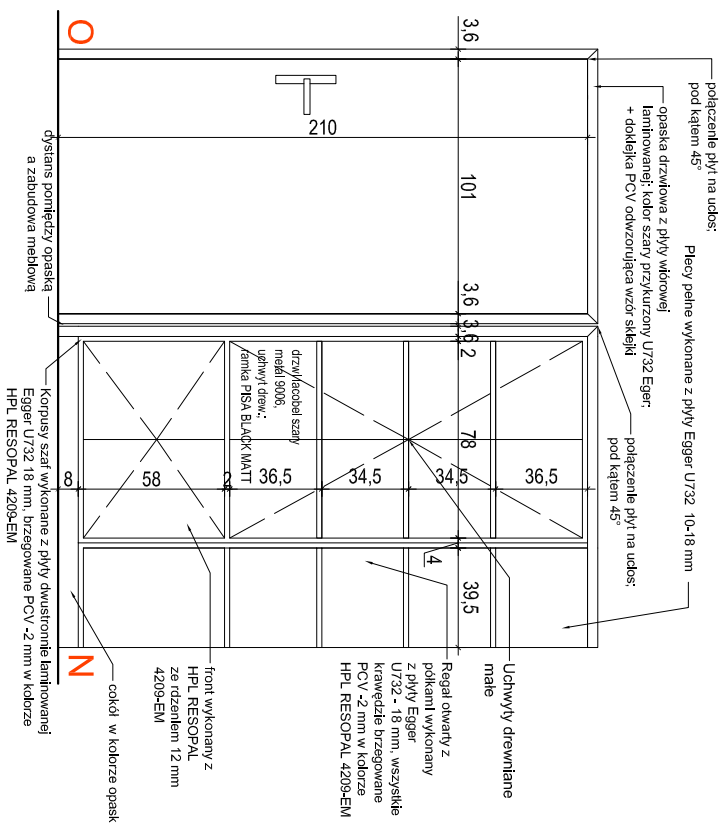 połączenie płyt na ucios;
pod kątem 45°
opaska drzwiowa z płyty wiórowej
laminowanej; kolor szary przykurzony U732 Eger;
+ doklejka PCV odwzorująca wzór sklejki
Plecy pełne wykonane z płyty Egger U732 10-18 mm
połączenie płyt na ucios;
pod kątem 45°
3,6
101
3,6
3,6
2
78
4
39,5
210
36,5
34,5
34,5
36,5
2
58
8
drzwi lacobel szary
metal 9006,
uchwyt drew.;
ramka PISA BLACK MATT
Uchwyty drewniane
małe
Regał otwarty z
półkami wykonany
z płyty Egger
U732 - 18 mm, wszystkie
krawędzie brzegowane
PCV -2 mm w kolorze
HPL RESOPAL 4209-EM
front wykonany z
HPL RESOPAL
ze rdzeniem 12 mm
4209-EM
cokół w kolorze opask
dystans pomiędzy opaską
a zabudowa meblową
Korpusy szaf wykonane z płyty dwustronnie laminowanej
Egger U732 18 mm, brzegowane PCV -2 mm w kolorze
HPL RESOPAL 4209-EM
O
N